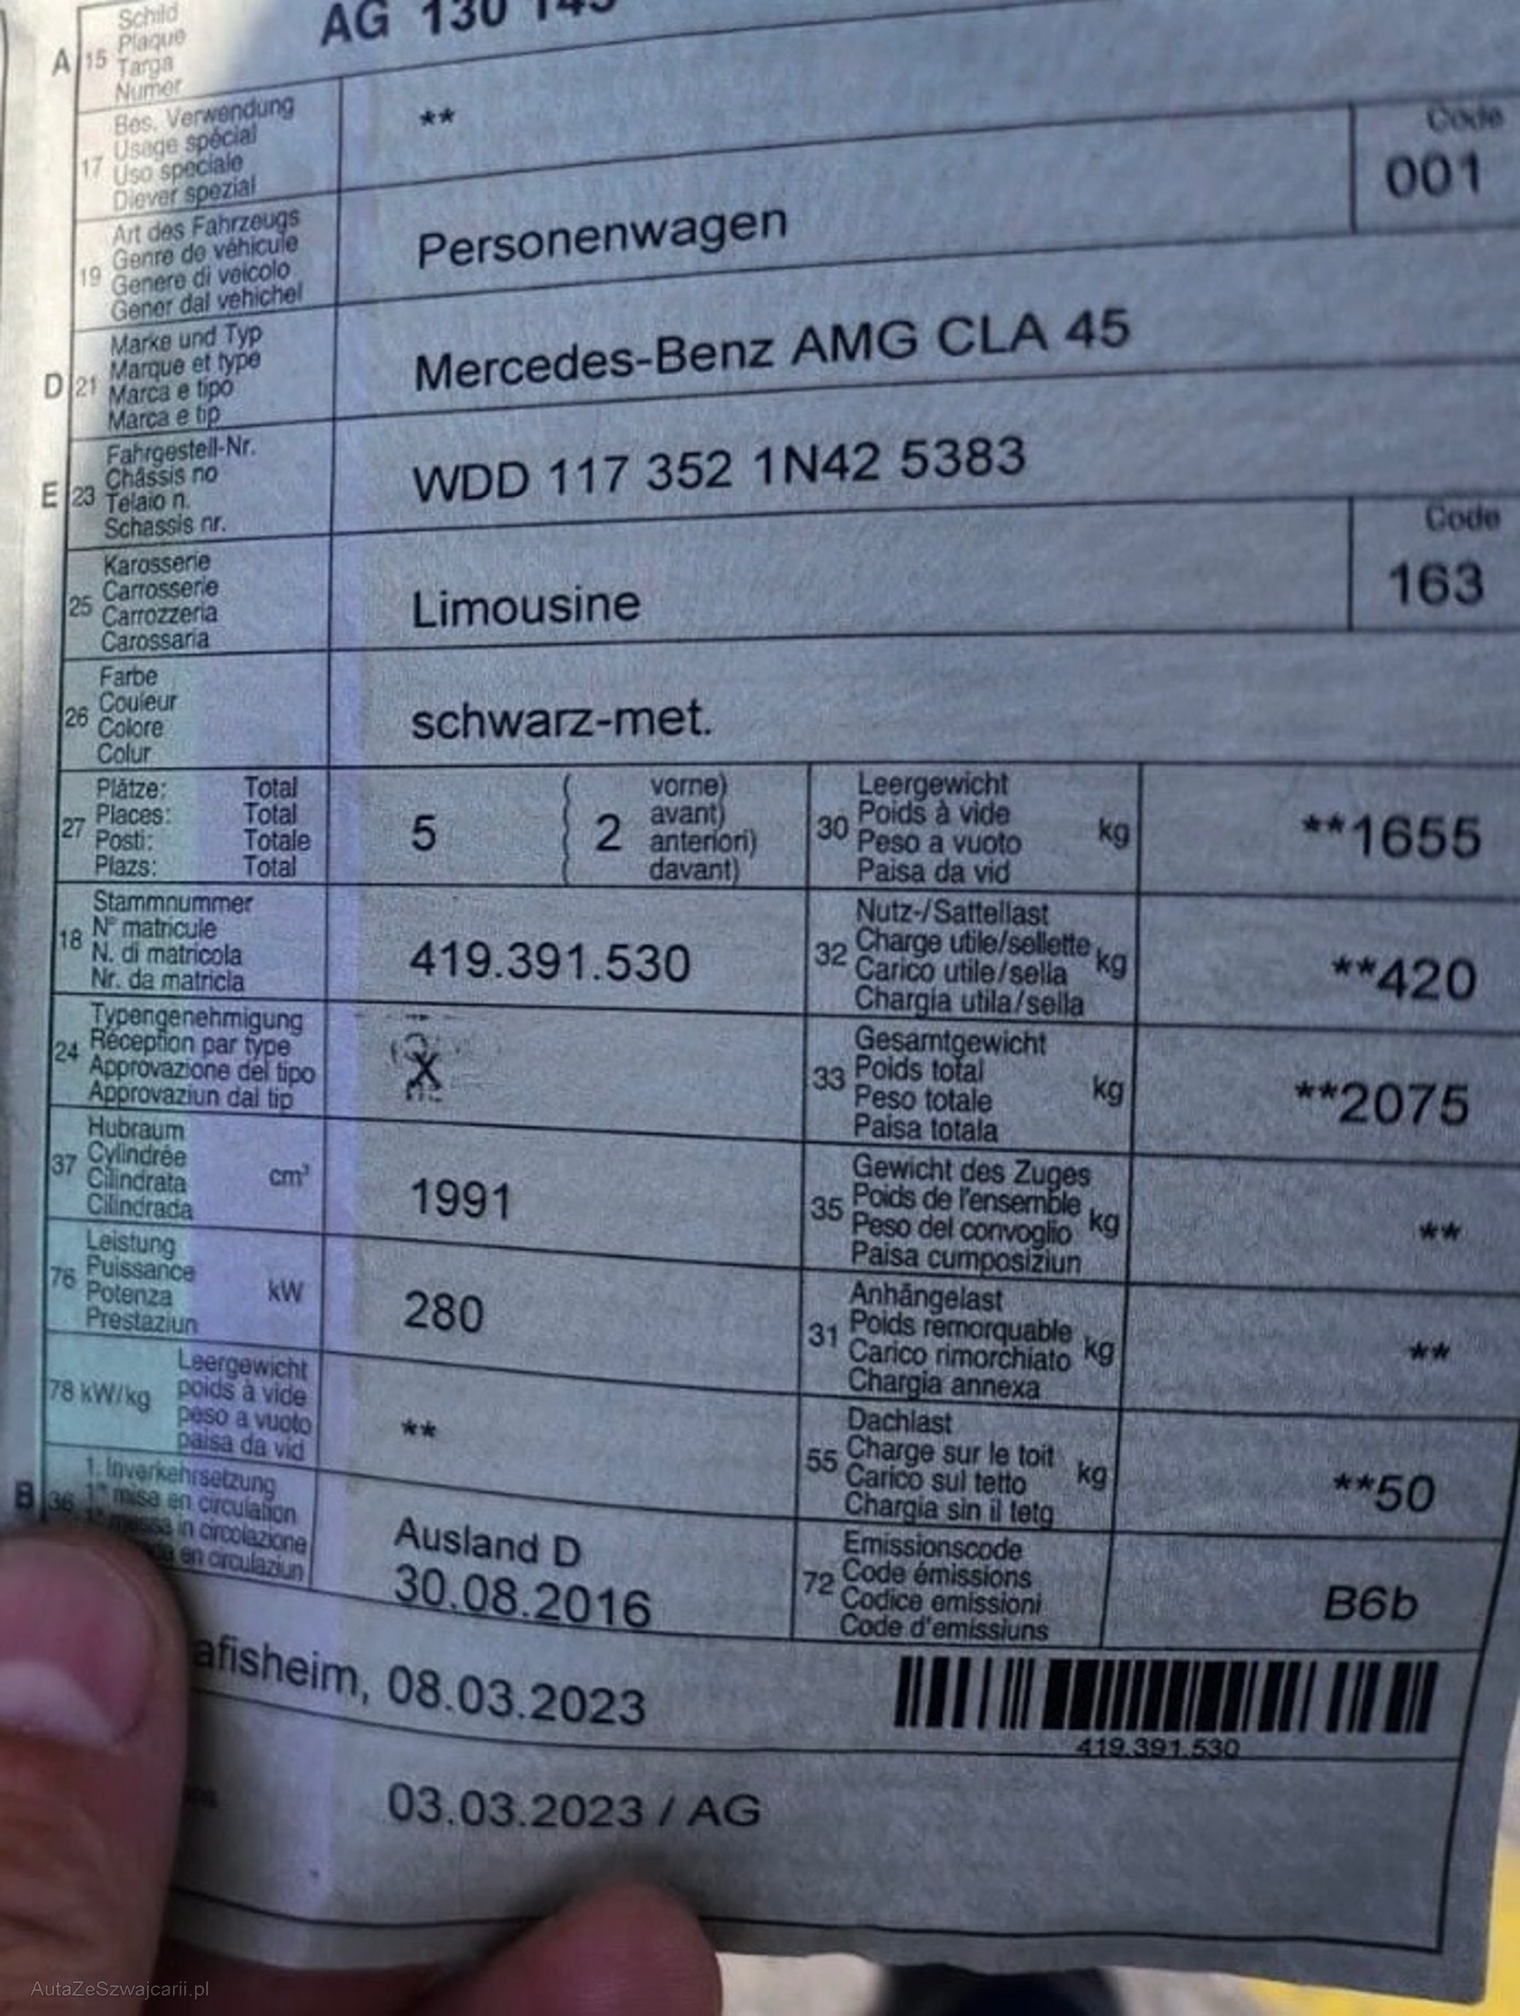 A 15 Schild
Plaque
Targa
Numer
AG 130 145
17 Bes. Verwendung
Usage spécial
Uso speciale
Diever spezial
**
19 Art des Fahrzeugs
Genre de véhicule
Genere di veicolo
Gener dal vehichel
Personenwagen
Code
001
D 21 Marke und Typ
Marque et type
Marca e tipo
Marca e tip
Mercedes-Benz AMG CLA 45
E 23 Fahrgestell-Nr.
Châssis no
Telaio n.
Schassis nr.
WDD 117 352 1N42 5383
25 Karosserie
Carrosserie
Carrozzeria
Carossaria
Limousine
Code
163
26 Farbe
Couleur
Colore
Colur
schwarz-met.
27 Plätze: Total
Places: Total
Posti: Totale
Plazs: Total
5 ( 2 vorne)
( avant)
( anteriori)
( davant)
30 Leergewicht
Poids à vide
Peso a vuoto
Paisa da vid
kg
**1655
18 Stammnummer
N° matricule
N. di matricola
Nr. da matricla
419.391.530
32 Nutz-/Sattellast
Charge utile/sellette
Carico utile/sella
Chargia utila/sella
kg
**420
24 Typengenehmigung
Réception par type
Approvazione del tipo
Approvaziun dal tip
X
33 Gesamtgewicht
Poids total
Peso totale
Paisa totala
kg
**2075
37 Hubraum
Cylindrée
Cilindrata
Cilindrada
cm³
1991
35 Gewicht des Zuges
Poids de l'ensemble
Peso del convoglio
Paisa cumposiziun
kg
**
76 Leistung
Puissance
Potenza
Prestaziun
kW
280
31 Anhängelast
Poids remorquable
Carico rimorchiato
Chargia annexa
kg
**
78 kW/kg Leergewicht
poids à vide
peso a vuoto
paisa da vid
**
55 Dachlast
Charge sur le toit
Carico sul tetto
Chargia sin il tetg
kg
**50
B 36 1. Inverkehrsetzung
1re mise en circulation
in circolazione
en circulaziun
Ausland D
30.08.2016
72 Emissionscode
Code émissions
Codice emissioni
Code d'emissiuns
B6b
afisheim, 08.03.2023
419.391.530
03.03.2023 / AG
AutaZeSzwajcarii.pl